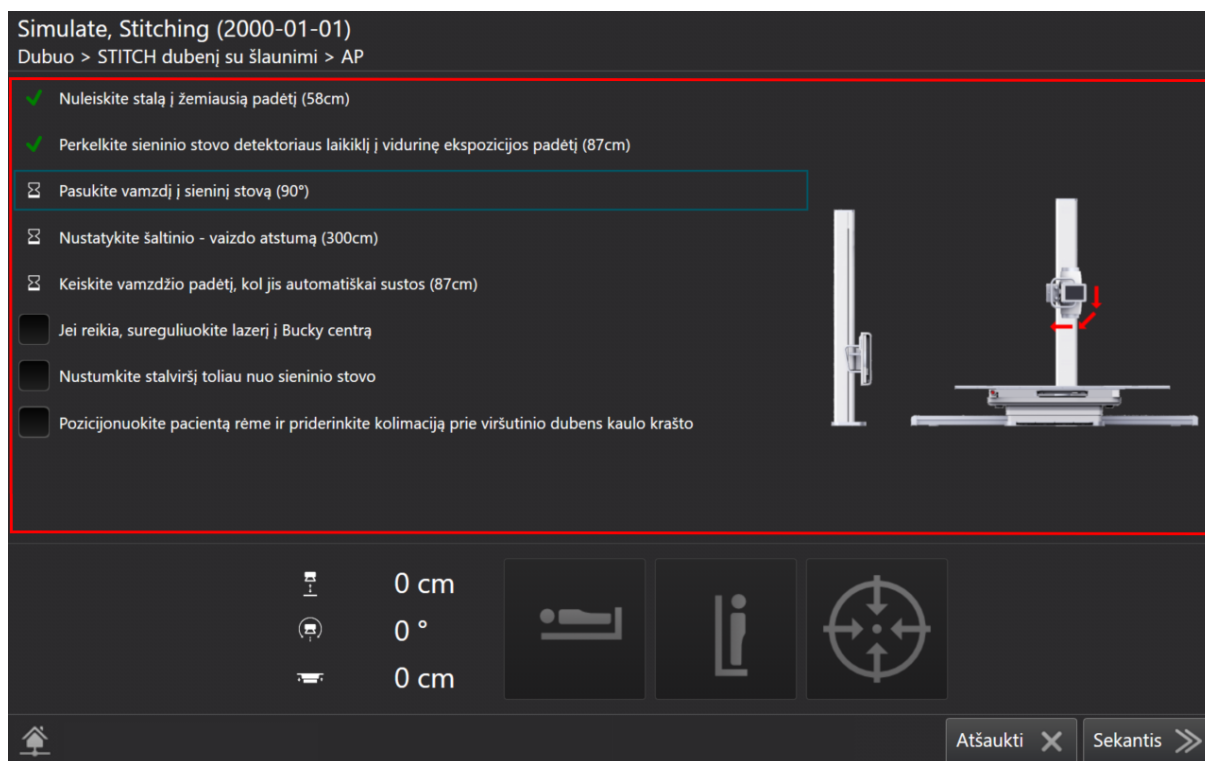 Simulate, Stitching (2000-01-01)
Dubuo > STITCH dubenį su šlaunimi > AP
Nuleiskite stalą į žemiausią padėtį (58cm)
Perkelkite sieninio stovo detektoriaus laikiklį į vidurinę ekspozicijos padėtį (87cm)
Pasukite vamzdį į sieninį stovą (90°)
Nustatykite šaltinio - vaizdo atstumą (300cm)
Keiskite vamzdžio padėtį, kol jis automatiškai sustos (87cm)
Jei reikia, sureguliuokite lazerį į Bucky centrą
Nustumkite stalviršį toliau nuo sieninio stovo
Pozicijonuokite pacientą rėme ir priderinkite kolimaciją prie viršutinio dubens kaulo krašto
0 cm
0 °
0 cm
Atšaukti
Sekantis